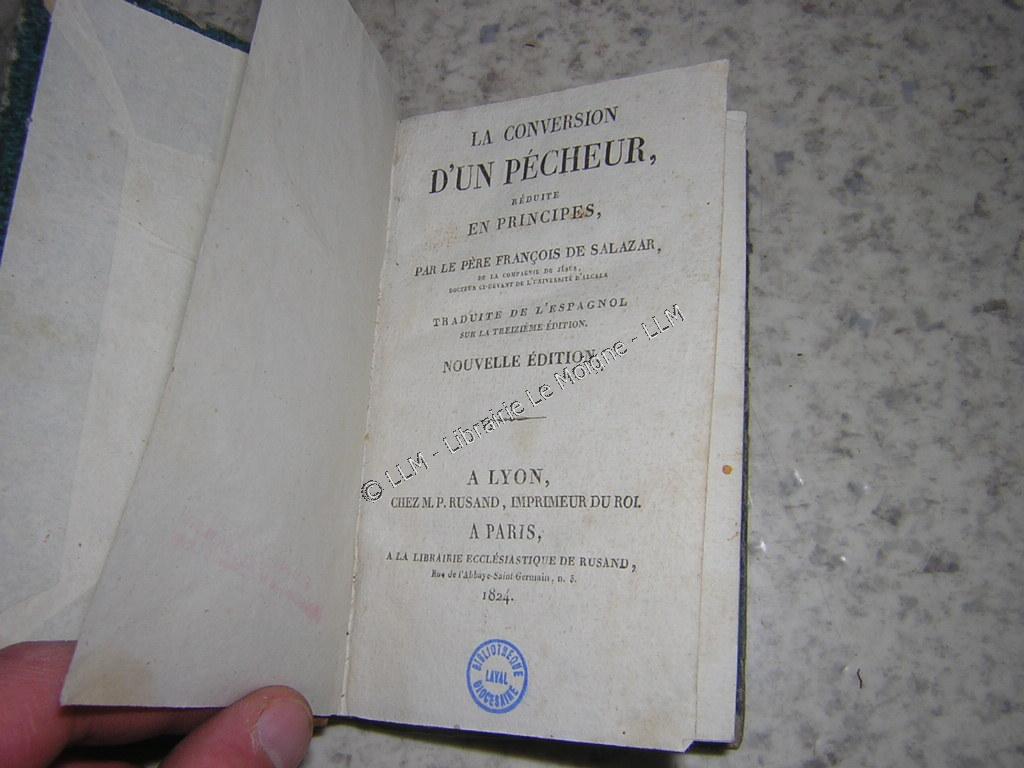 LA CONVERSION
D'UN PÉCHEUR,
RÉDUITE
EN PRINCIPES,
PAR LE PÈRE FRANÇOIS DE SALAZAR,
DE LA COMPAGNIE DE JÉSUS,
DOCTEUR CI-DEVANT DE L'UNIVERSITÉ D'ALCALA
TRADUITE DE L'ESPAGNOL
SUR LA TREIZIÈME ÉDITION.
NOUVELLE ÉDITION
© LLM - Librairie Le Moigne - LLM
A LYON,
CHEZ M. P. RUSAND, IMPRIMEUR DU ROI.
A PARIS,
A LA LIBRAIRIE ECCLÉSIASTIQUE DE RUSAND,
Rue de l'Abbaye-Saint-Germain, n. 3.
1824.
BIBLIOTHEQUE
LAVAL
DIOCESAINE